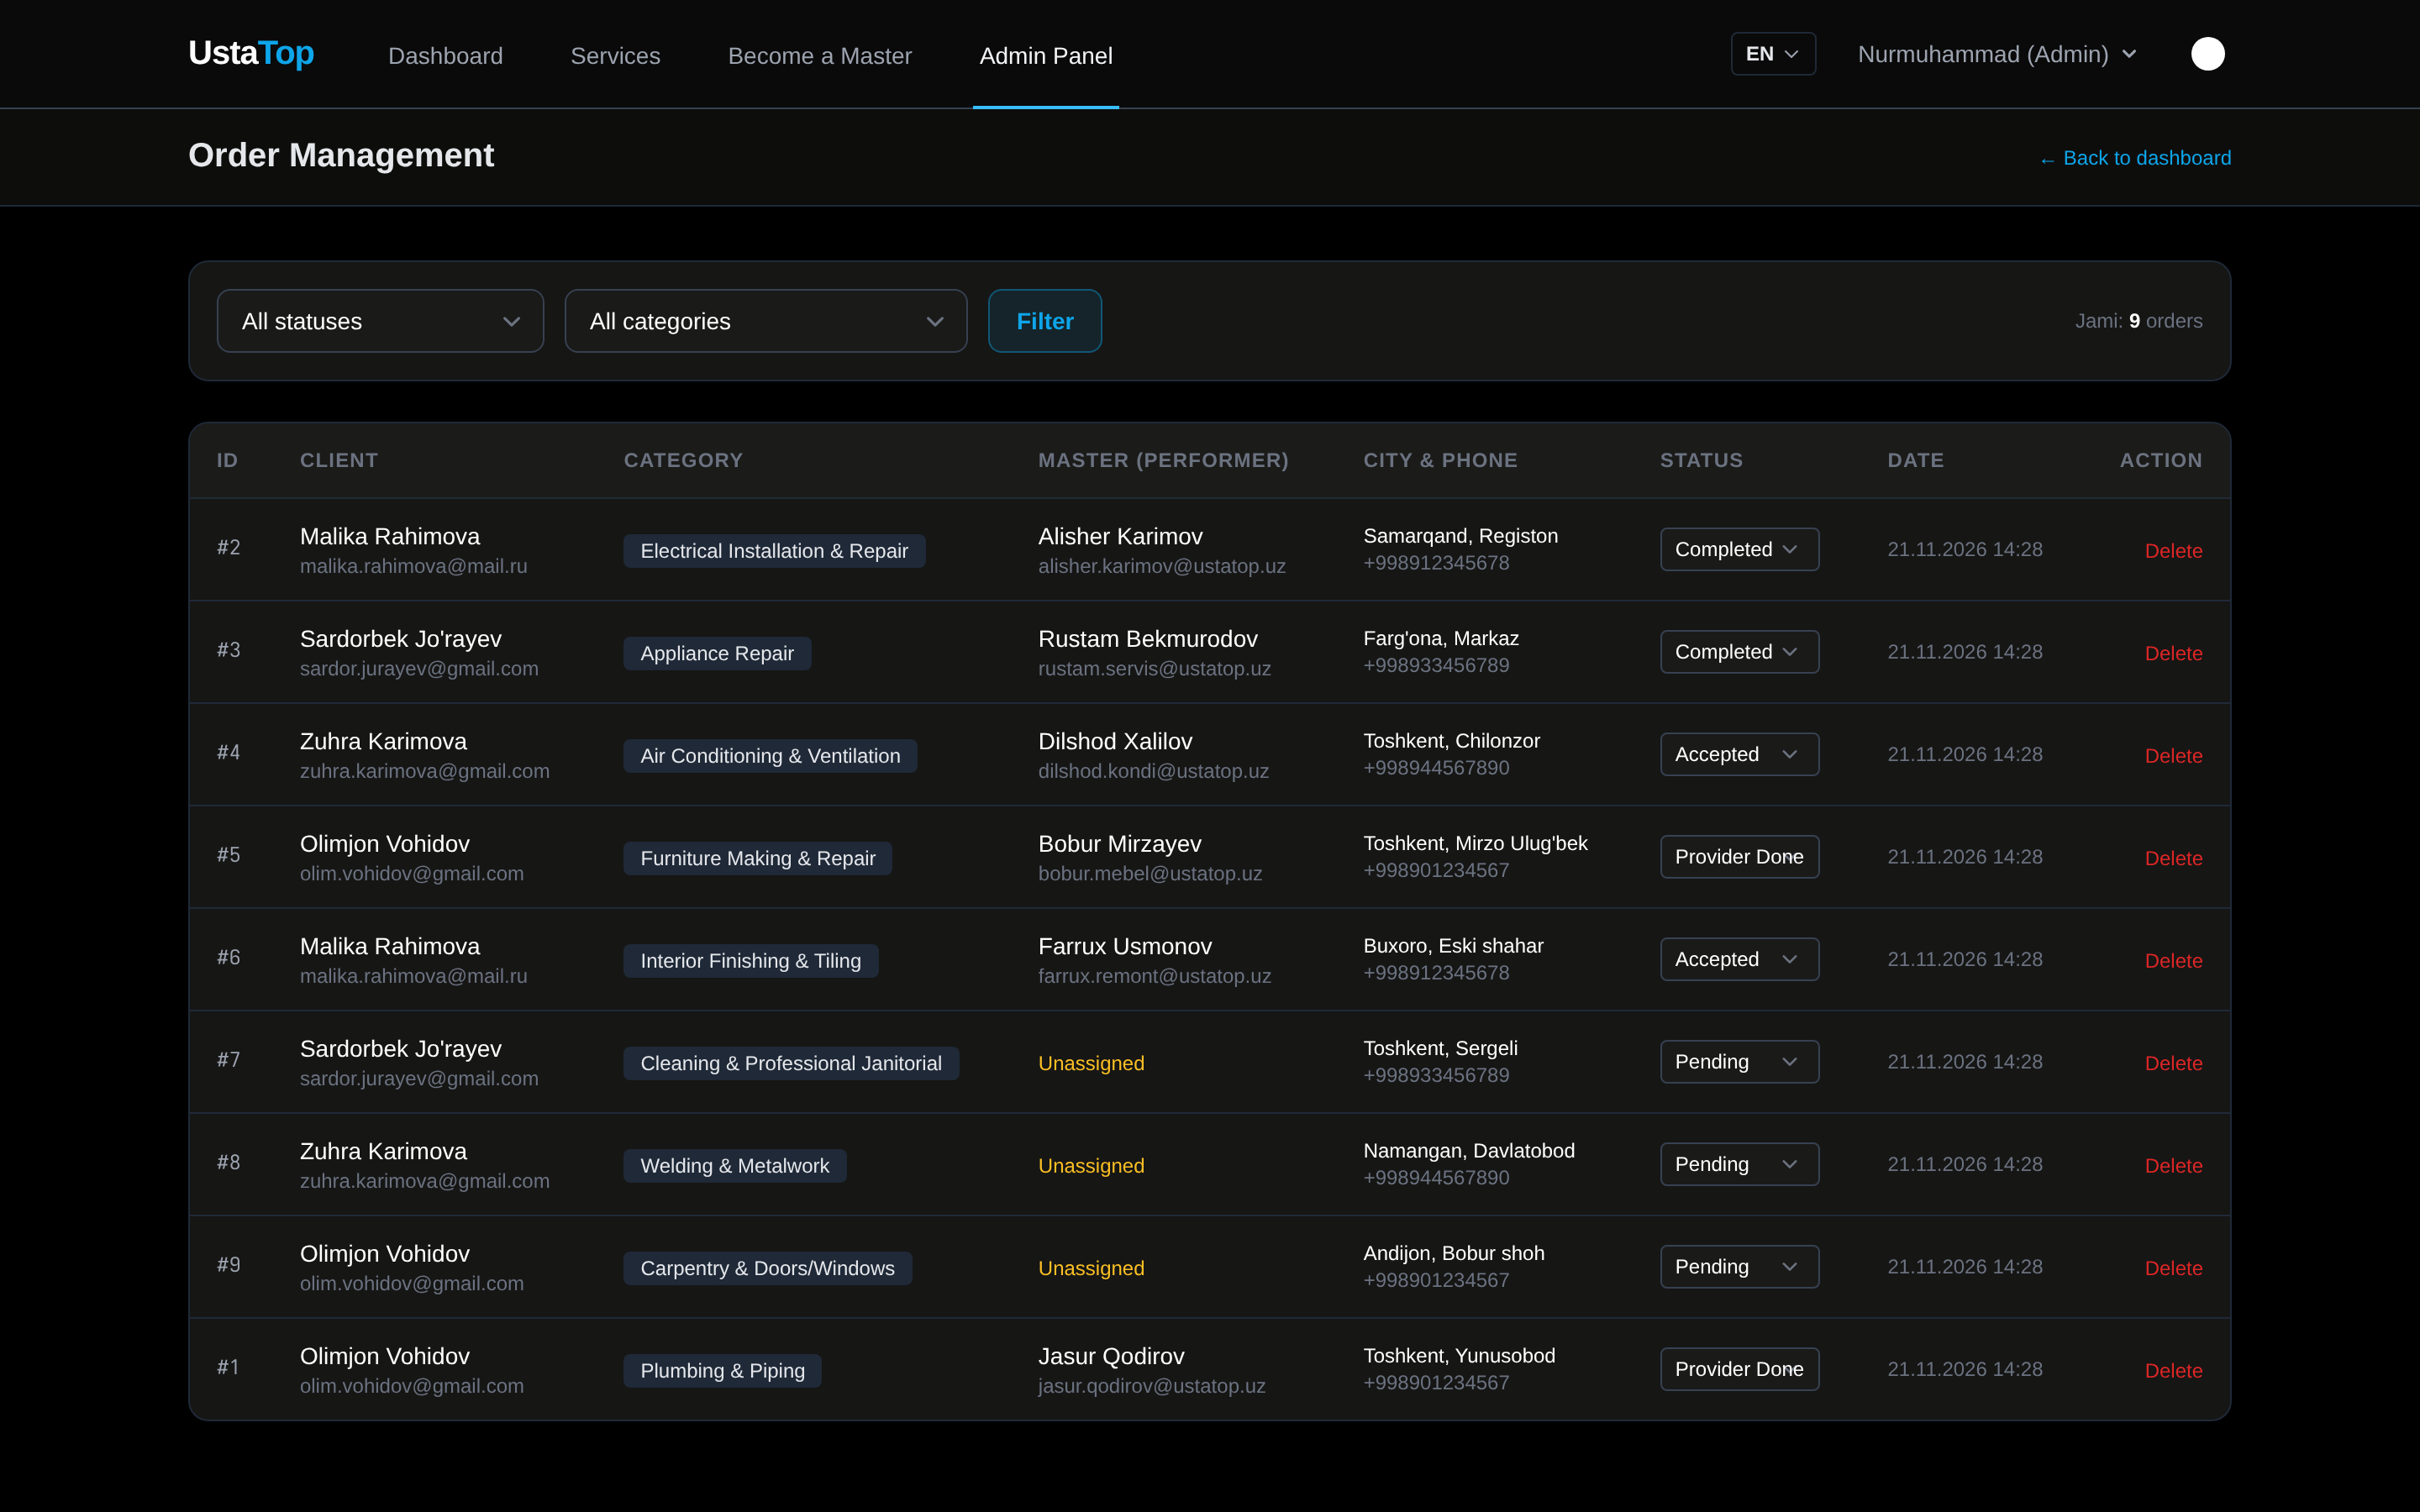 UstaTop Dashboard Services Become a Master Admin Panel EN Nurmuhammad (Admin)
Order Management ← Back to dashboard
All statuses All categories Filter Jami: 9 orders
ID CLIENT CATEGORY MASTER (PERFORMER) CITY & PHONE STATUS DATE ACTION
#2 Malika Rahimova Electrical Installation & Repair Alisher Karimov Samarqand, Registon Completed 21.11.2026 14:28 Delete
malika.rahimova@mail.ru alisher.karimov@ustatop.uz +998912345678
#3 Sardorbek Jo'rayev Appliance Repair Rustam Bekmurodov Farg'ona, Markaz Completed 21.11.2026 14:28 Delete
sardor.jurayev@gmail.com rustam.servis@ustatop.uz +998933456789
#4 Zuhra Karimova Air Conditioning & Ventilation Dilshod Xalilov Toshkent, Chilonzor Accepted 21.11.2026 14:28 Delete
zuhra.karimova@gmail.com dilshod.kondi@ustatop.uz +998944567890
#5 Olimjon Vohidov Furniture Making & Repair Bobur Mirzayev Toshkent, Mirzo Ulug'bek Provider Done 21.11.2026 14:28 Delete
olim.vohidov@gmail.com bobur.mebel@ustatop.uz +998901234567
#6 Malika Rahimova Interior Finishing & Tiling Farrux Usmonov Buxoro, Eski shahar Accepted 21.11.2026 14:28 Delete
malika.rahimova@mail.ru farrux.remont@ustatop.uz +998912345678
#7 Sardorbek Jo'rayev Cleaning & Professional Janitorial Unassigned Toshkent, Sergeli Pending 21.11.2026 14:28 Delete
sardor.jurayev@gmail.com +998933456789
#8 Zuhra Karimova Welding & Metalwork Unassigned Namangan, Davlatobod Pending 21.11.2026 14:28 Delete
zuhra.karimova@gmail.com +998944567890
#9 Olimjon Vohidov Carpentry & Doors/Windows Unassigned Andijon, Bobur shoh Pending 21.11.2026 14:28 Delete
olim.vohidov@gmail.com +998901234567
#1 Olimjon Vohidov Plumbing & Piping Jasur Qodirov Toshkent, Yunusobod Provider Done 21.11.2026 14:28 Delete
olim.vohidov@gmail.com jasur.qodirov@ustatop.uz +998901234567